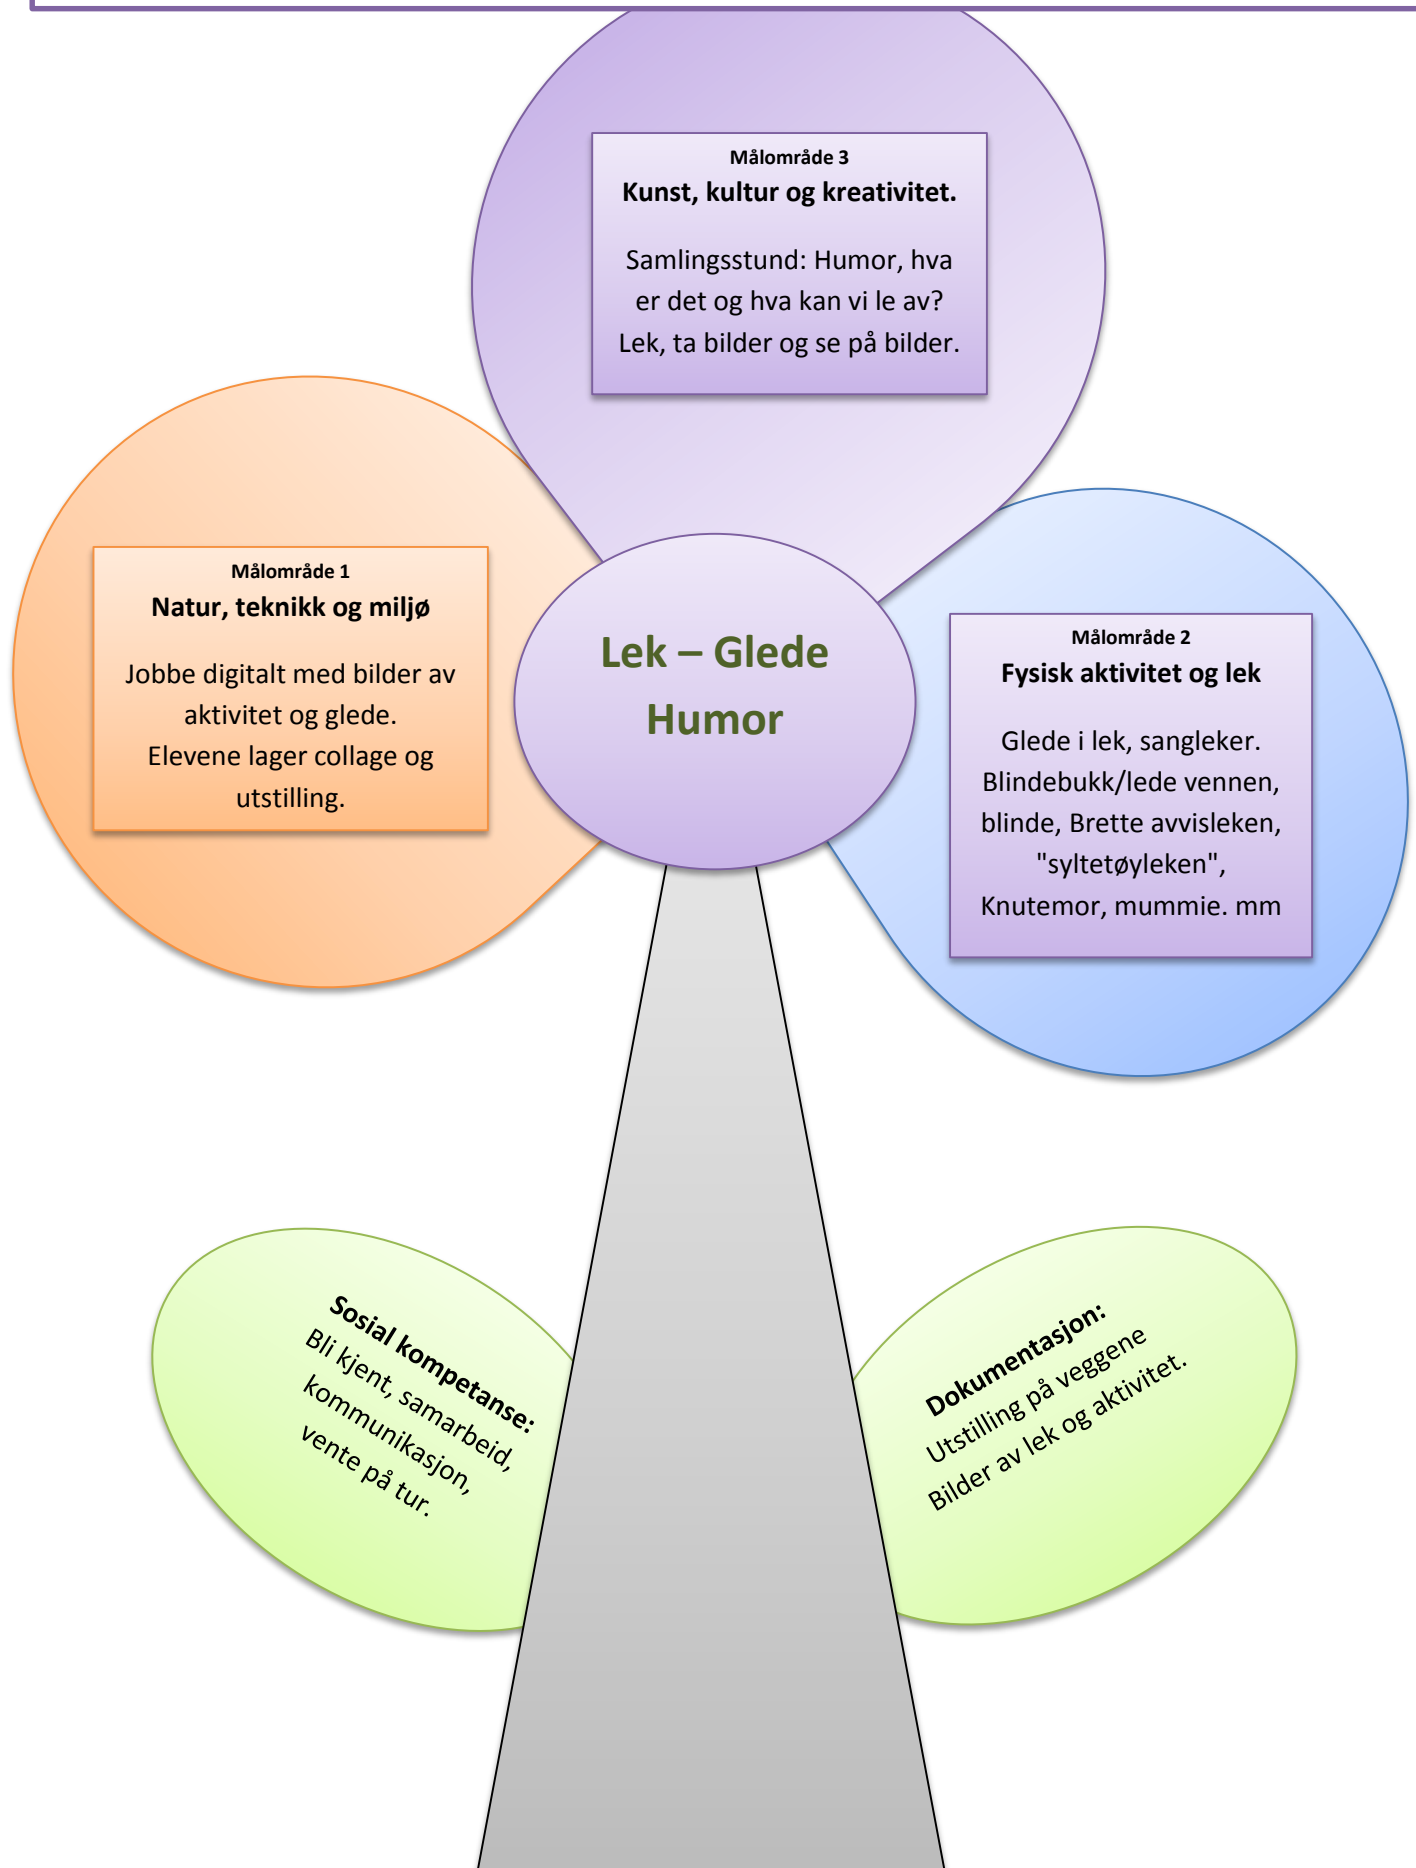 Målområde 3
Kunst, kultur og kreativitet.
Samlingsstund: Humor, hva
er det og hva kan vi le av?
Lek, ta bilder og se på bilder.
Målområde 1
Natur, teknikk og miljø
Jobbe digitalt med bilder av
aktivitet og glede.
Elevene lager collage og
utstilling.
Lek – Glede
Humor
Målområde 2
Fysisk aktivitet og lek
Glede i lek, sangleker.
Blindebukk/lede vennen,
blinde, Brette avvisleken,
"syltetøyleken",
Knutemor, mummie. mm
Sosial kompetanse:
Bli kjent, samarbeid,
kommunikasjon,
vente på tur.
Dokumentasjon:
Utstilling på veggene
Bilder av lek og aktivitet.